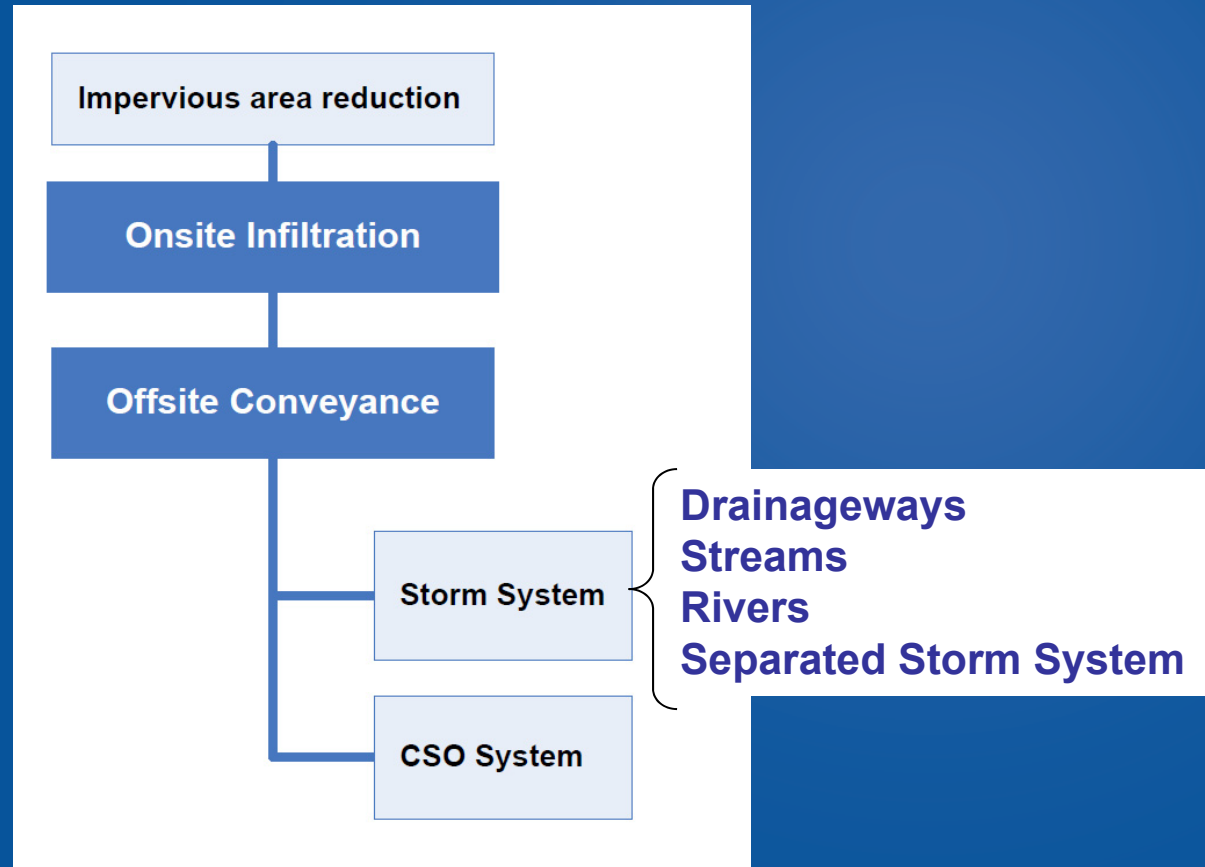 Impervious area reduction
Onsite Infiltration
Offsite Conveyance
Storm System
Drainageways
Streams
Rivers
Separated Storm System
CSO System